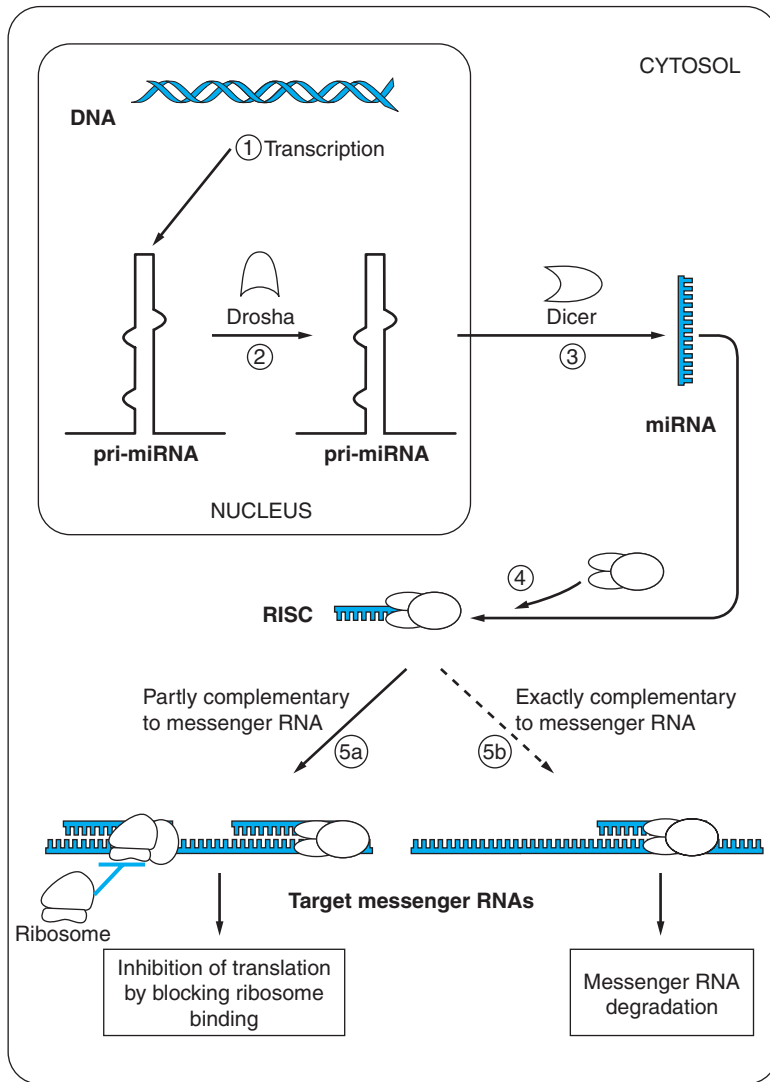 CYTOSOL
DNA
1 Transcription
Drosha
2
Dicer
3
pri-miRNA
pri-miRNA
miRNA
NUCLEUS
4
RISC
Partly complementary
to messenger RNA
5a
Exactly complementary
to messenger RNA
5b
Target messenger RNAs
Ribosome
Inhibition of translation
by blocking ribosome
binding
Messenger RNA
degradation